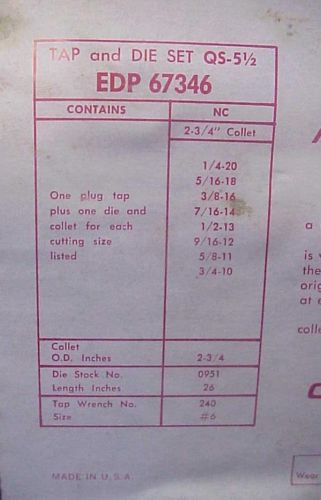 TAP and DIE SET QS-5½
EDP 67346
CONTAINS NC
2-3/4" Collet
1/4-20
5/16-18
3/8-16
7/16-14
1/2-13
9/16-12
5/8-11
3/4-10
One plug tap
plus one die and
collet for each
cutting size
listed
Collet
O.D. Inches 2-3/4
Die Stock No. 0951
Length Inches 26
Tap Wrench No. 240
Size #6
MADE IN U.S.A.
a
is
the
orig
at
colle
Wear